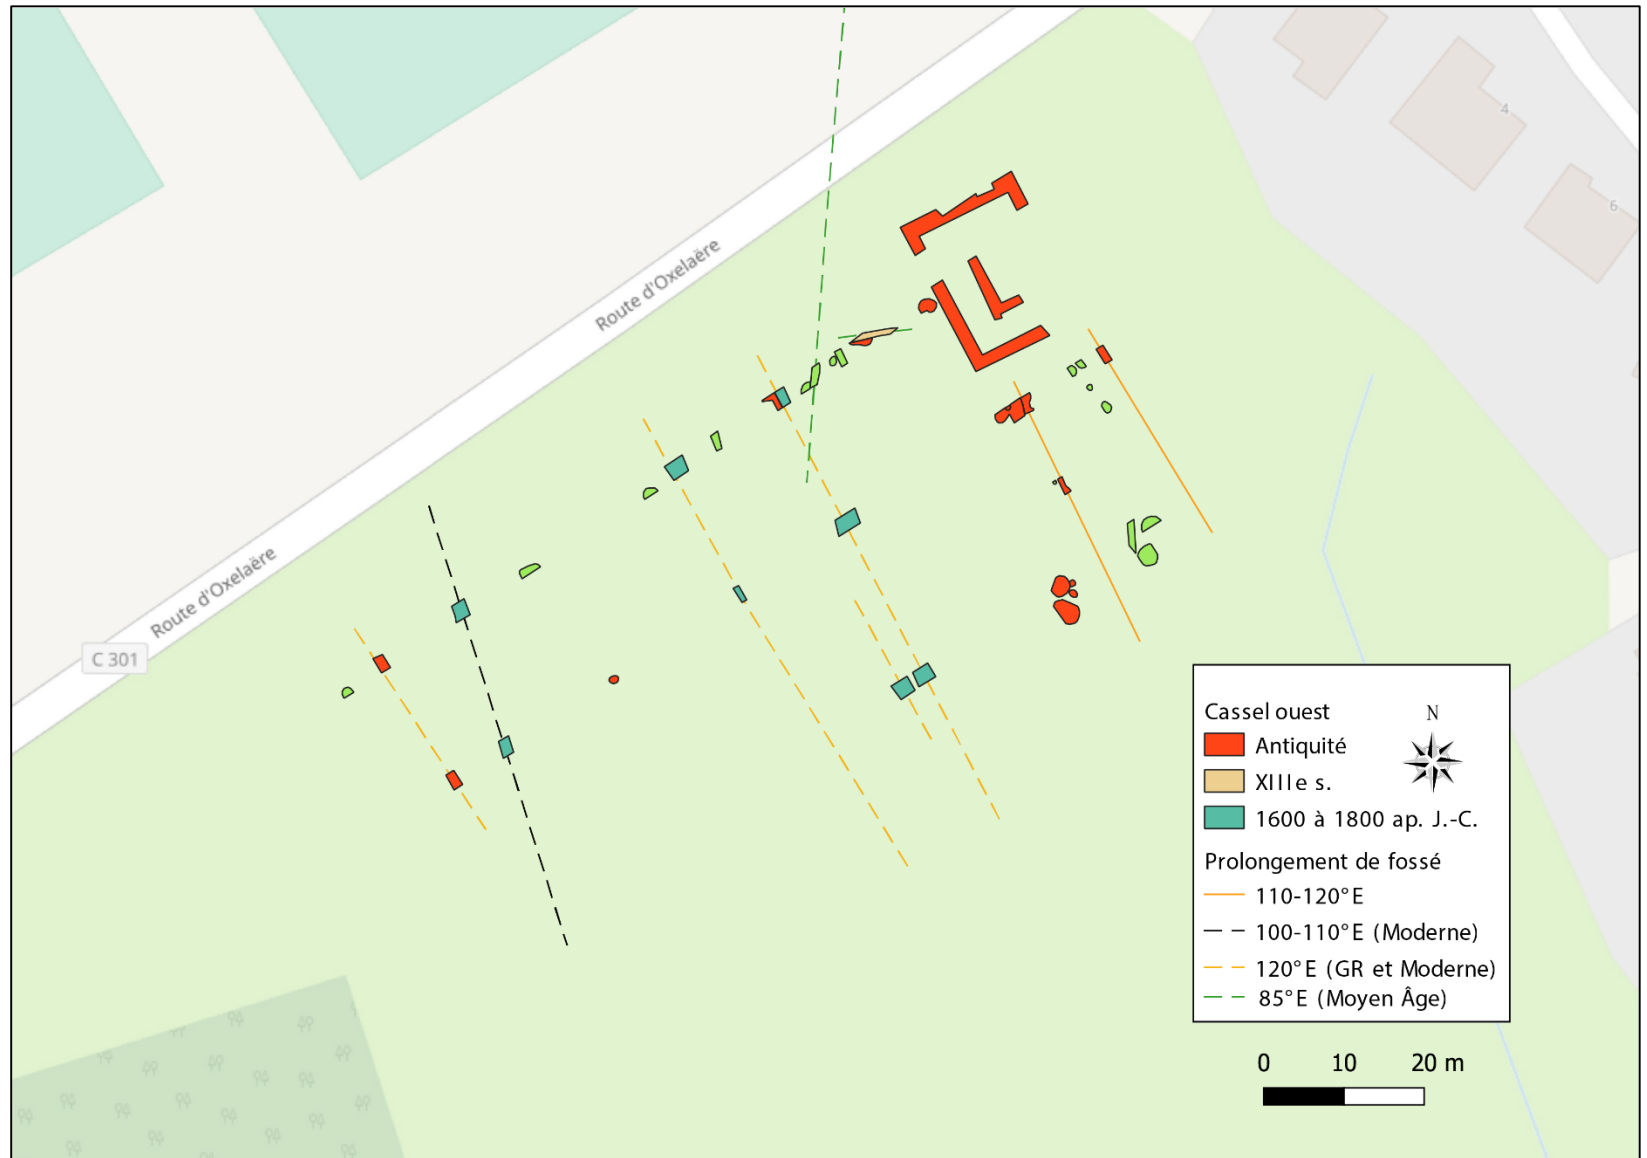 4
6
Route d'Oxelaëre
Route d'Oxelaëre
C 301
Cassel ouest
N
Antiquité
XIIIe s.
1600 à 1800 ap. J.-C.
Prolongement de fossé
110-120°E
100-110°E (Moderne)
120°E (GR et Moderne)
85°E (Moyen Âge)
0 10 20 m